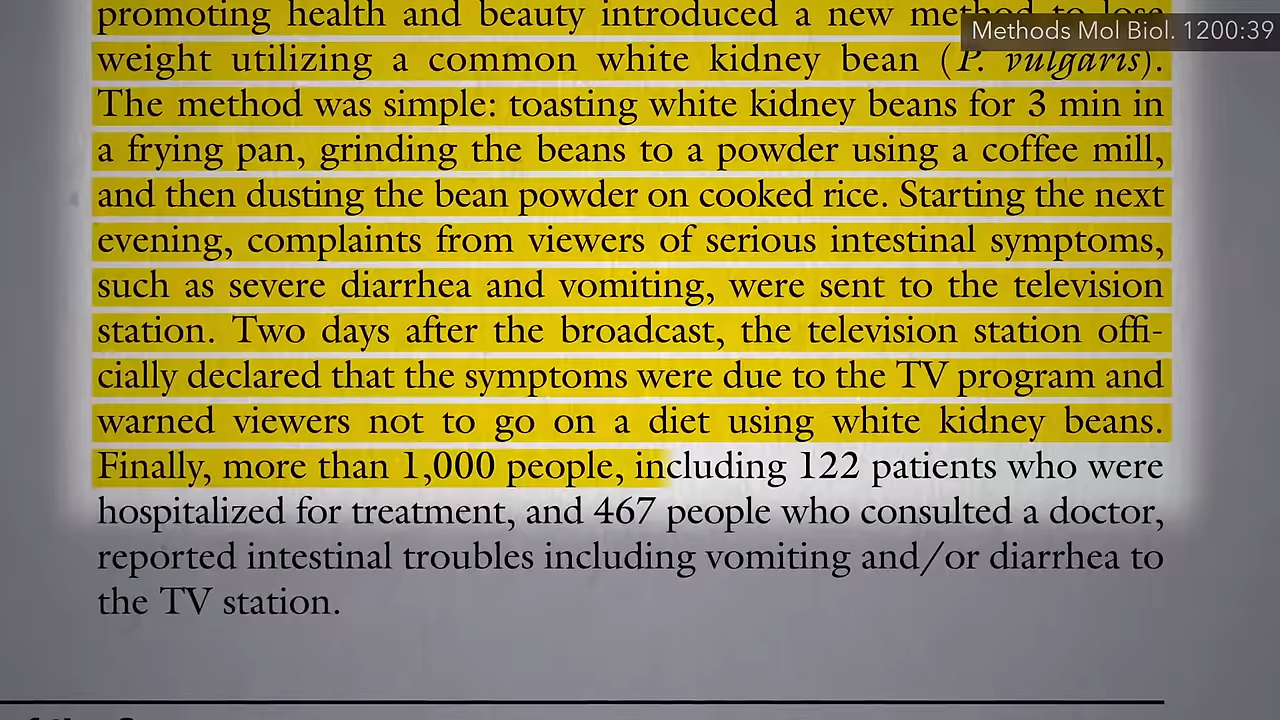 promoting health and beauty introduced a new method to lose
Methods Mol Biol. 1200:39
weight utilizing a common white kidney bean (P. vulgaris).
The method was simple: toasting white kidney beans for 3 min in
a frying pan, grinding the beans to a powder using a coffee mill,
and then dusting the bean powder on cooked rice. Starting the next
evening, complaints from viewers of serious intestinal symptoms,
such as severe diarrhea and vomiting, were sent to the television
station. Two days after the broadcast, the television station offi-
cially declared that the symptoms were due to the TV program and
warned viewers not to go on a diet using white kidney beans.
Finally, more than 1,000 people, including 122 patients who were
hospitalized for treatment, and 467 people who consulted a doctor,
reported intestinal troubles including vomiting and/or diarrhea to
the TV station.